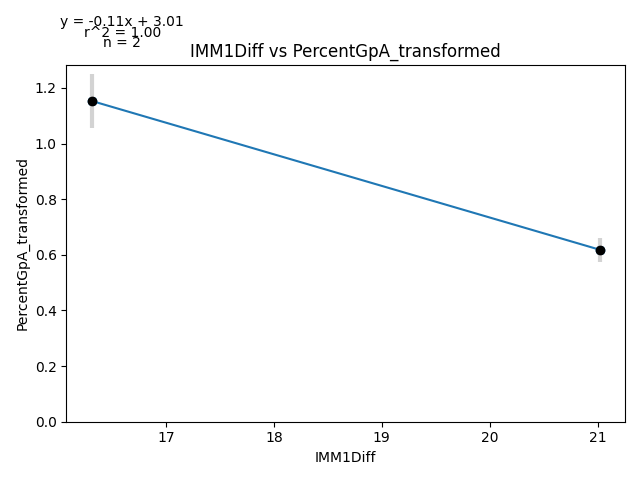 y = -0.11x + 3.01
r^2 = 1.00
n = 2
IMM1Diff vs PercentGpA_transformed
PercentGpA_transformed
1.2
1.0
0.8
0.6
0.4
0.2
0.0
17
18
19
20
21
IMM1Diff